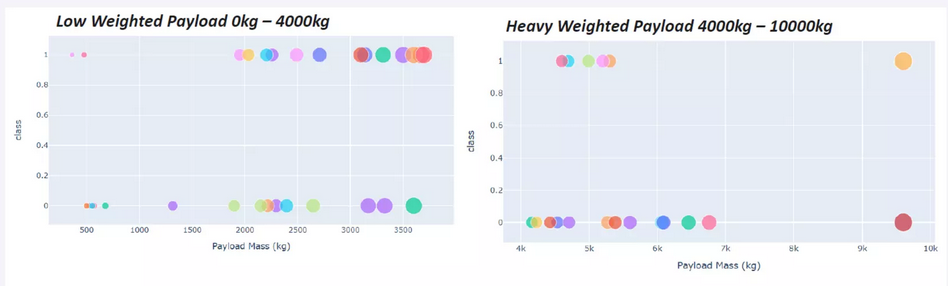 Low Weighted Payload 0kg – 4000kg
class
1
0.8
0.6
0.4
0.2
0
500
1000
1500
2000
2500
3000
3500
Payload Mass (kg)
Heavy Weighted Payload 4000kg – 10000kg
class
1
0.8
0.6
0.4
0.2
0
4k
5k
6k
7k
8k
9k
10k
Payload Mass (kg)